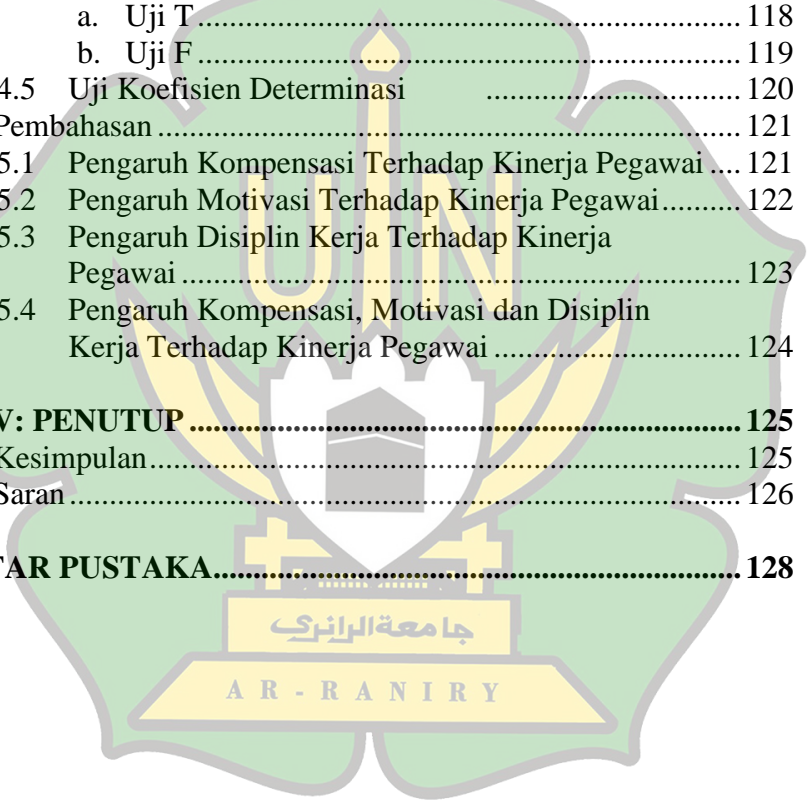 a. Uji T ........................................................................ 118
b. Uji F ........................................................................ 119
4.5 Uji Koefisien Determinasi ................................. 120
Pembahasan ............................................................................ 121
5.1 Pengaruh Kompensasi Terhadap Kinerja Pegawai .... 121
5.2 Pengaruh Motivasi Terhadap Kinerja Pegawai .......... 122
5.3 Pengaruh Disiplin Kerja Terhadap Kinerja
Pegawai ........................................................................ 123
5.4 Pengaruh Kompensasi, Motivasi dan Disiplin
Kerja Terhadap Kinerja Pegawai ................................ 124
V: PENUTUP ........................................................................ 125
Kesimpulan ............................................................................ 125
Saran ...................................................................................... 126
TAR PUSTAKA ..................................................................... 128
UIN
جامعة الرانري
AR-RANIRY